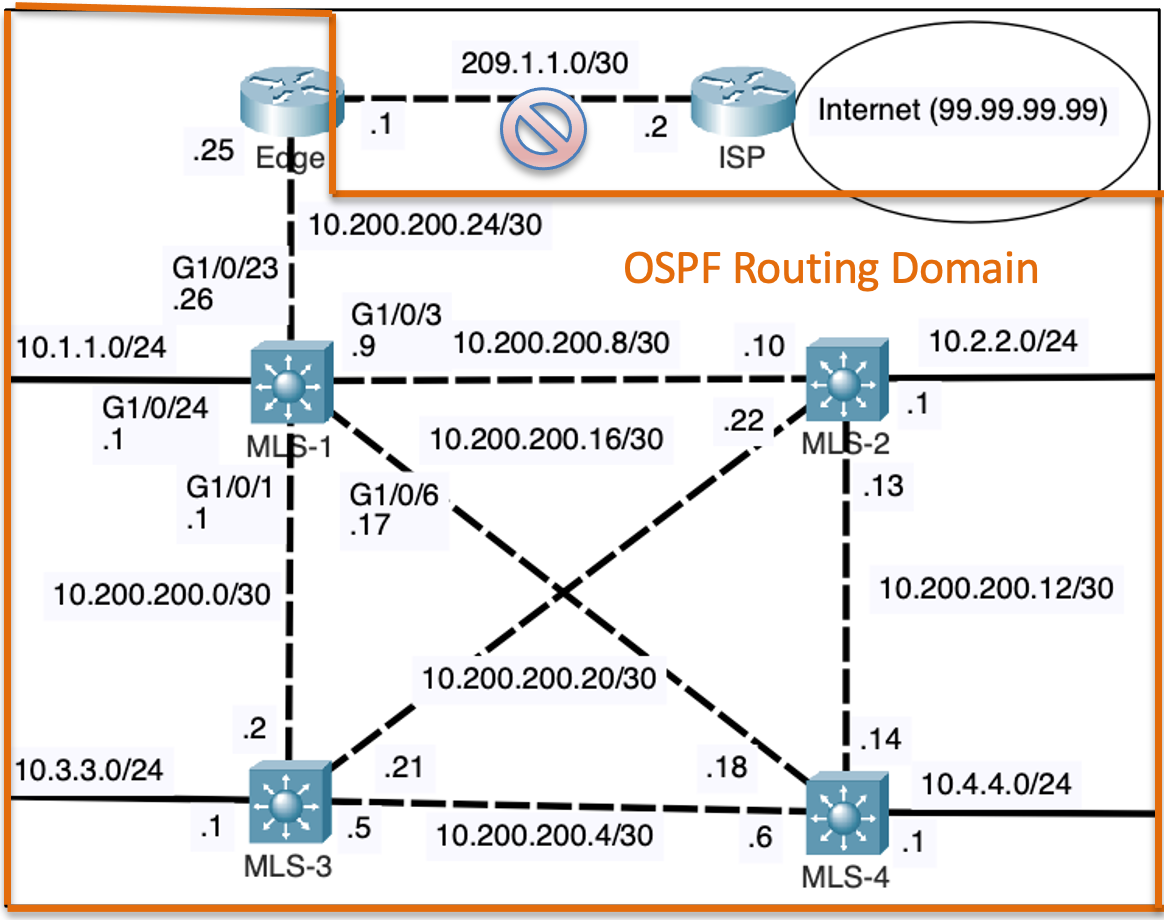 209.1.1.0/30
Internet (99.99.99.99)
.1
.2
.25
Edge
ISP
10.200.200.24/30
OSPF Routing Domain
G1/0/23
.26
G1/0/3
.9
10.1.1.0/24
10.200.200.8/30
.10
10.2.2.0/24
G1/0/24
.1
MLS-1
10.200.200.16/30
.22
MLS-2
.1
G1/0/1
.1
G1/0/6
.17
.13
10.200.200.0/30
10.200.200.12/30
10.200.200.20/30
.2
.14
10.3.3.0/24
.21
.18
10.4.4.0/24
.1
.5
10.200.200.4/30
.6
.1
MLS-3
MLS-4